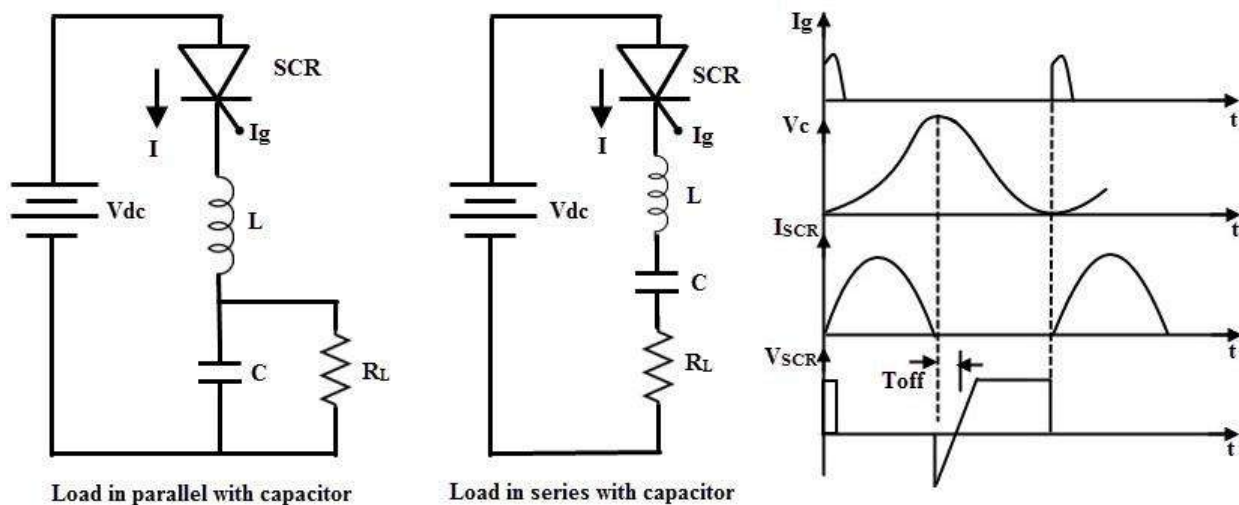 SCR
I
Ig
Vdc
L
C
RL
Load in parallel with capacitor
SCR
I
Ig
Vdc
L
C
RL
Load in series with capacitor
Ig
t
Vc
t
ISCR
t
VSCR
Toff
t